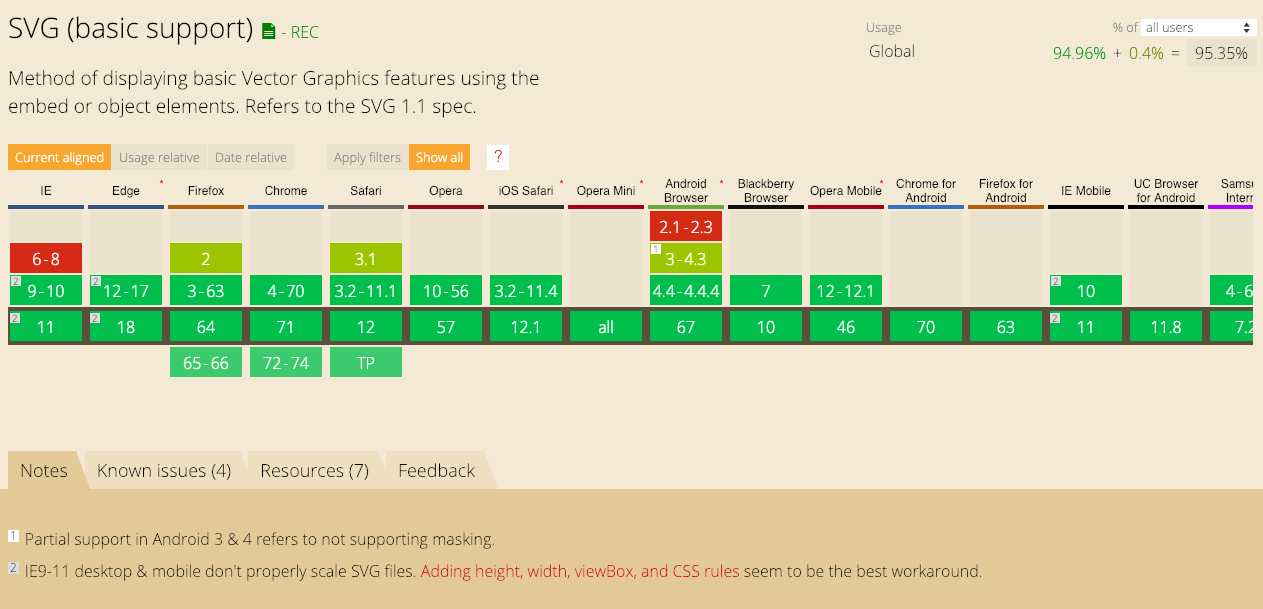 SVG (basic support) - REC
Usage % of all users
Global 94.96% + 0.4% = 95.35%
Method of displaying basic Vector Graphics features using the
embed or object elements. Refers to the SVG 1.1 spec.
Current aligned Usage relative Date relative Apply filters Show all ?
IE Edge * Firefox Chrome Safari Opera iOS Safari * Opera Mini * Android Browser * Blackberry Browser Opera Mobile * Chrome for Android Firefox for Android IE Mobile UC Browser for Android Samsu Intern
2.1-2.3
6-8 2 3.1 1 3-4.3
2 9-10 2 12-17 3-63 4-70 3.2-11.1 10-56 3.2-11.4 4.4-4.4.4 7 12-12.1 2 10 4-6
2 11 2 18 64 71 12 57 12.1 all 67 10 46 70 63 2 11 11.8 7.2
65-66 72-74 TP
Notes Known issues (4) Resources (7) Feedback
1 Partial support in Android 3 & 4 refers to not supporting masking.
2 IE9-11 desktop & mobile don't properly scale SVG files. Adding height, width, viewBox, and CSS rules seem to be the best workaround.